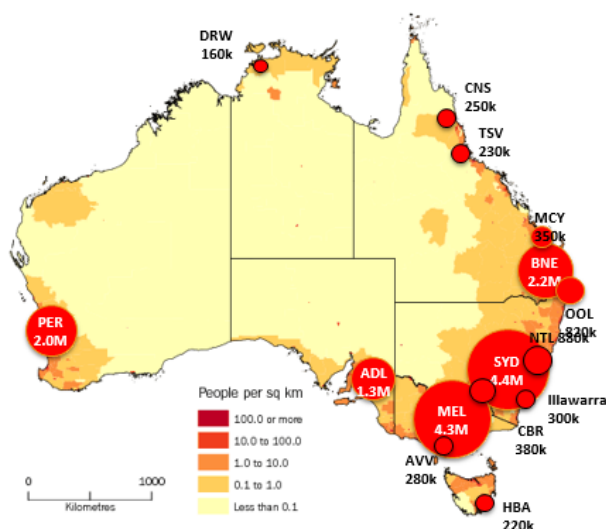 DRW
160k
CNS
250k
TSV
230k
MCY
350k
BNE
2.2M
OOL
820k
PER
2.0M
NTL 880k
SYD
4.4M
ADL
1.3M
MEL
4.3M
Illawarra
300k
CBR
380k
AVV
280k
HBA
220k
People per sq km
100.0 or more
10.0 to 100.0
1.0 to 10.0
0.1 to 1.0
Less than 0.1
0
1000
Kilometres